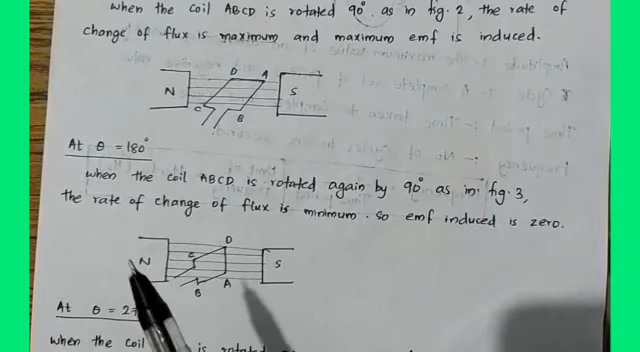 when the coil ABCD is rotated 90°. as in fig. 2, the rate of
change of flux is maximum and maximum emf is induced.
D A
N S
C B
At θ = 180°
when the coil ABCD is rotated again by 90° as in fig. 3,
the rate of change of flux is minimum. so emf induced is zero.
D
C
N S
B A
At θ = 27
when the coil is rotated